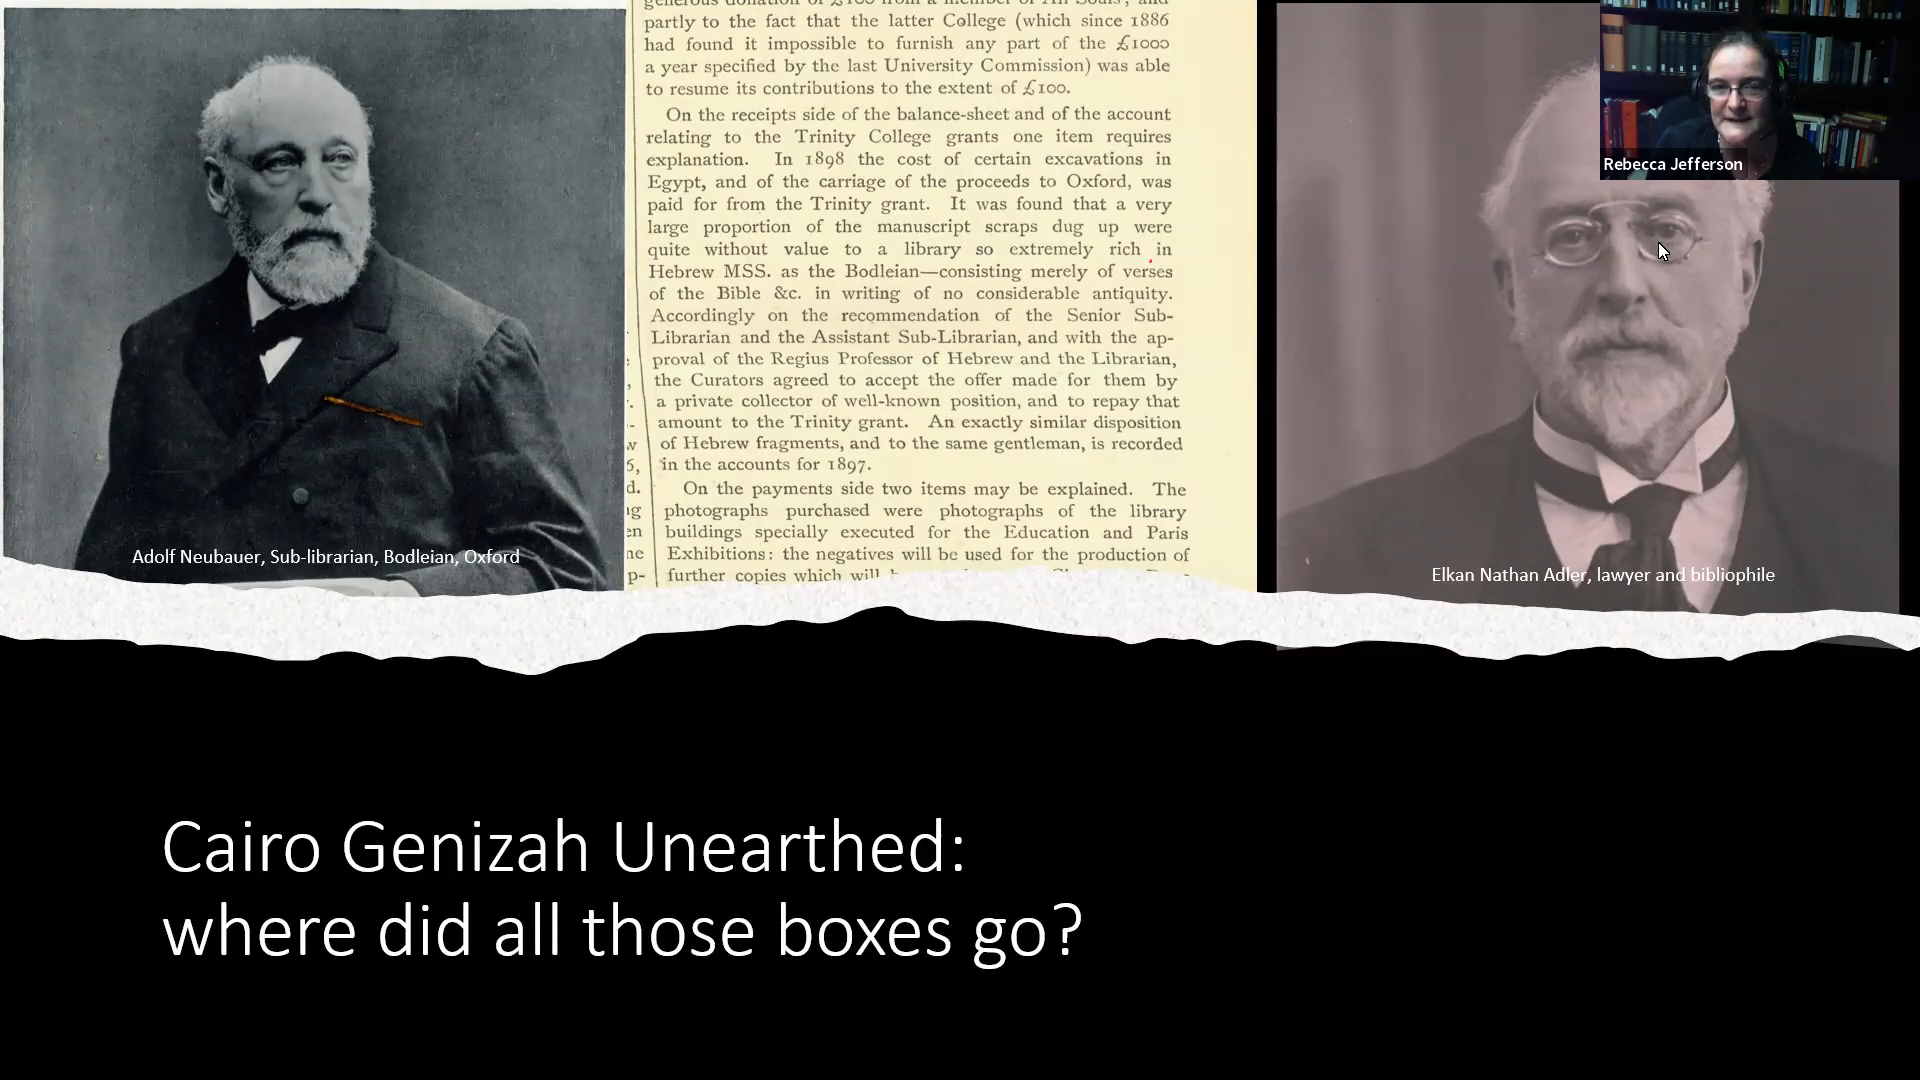 generous donation of £100 from a member of All Souls, and
partly to the fact that the latter College (which since 1886
had found it impossible to furnish any part of the £1000
a year specified by the last University Commission) was able
to resume its contributions to the extent of £100.
On the receipts side of the balance-sheet and of the account
relating to the Trinity College grants one item requires
explanation. In 1898 the cost of certain excavations in
Egypt, and of the carriage of the proceeds to Oxford, was
paid for from the Trinity grant. It was found that a very
large proportion of the manuscript scraps dug up were
quite without value to a library so extremely rich in
Hebrew MSS. as the Bodleian—consisting merely of verses
of the Bible &c. in writing of no considerable antiquity.
Accordingly on the recommendation of the Senior Sub-
Librarian and the Assistant Sub-Librarian, and with the ap-
proval of the Regius Professor of Hebrew and the Librarian,
the Curators agreed to accept the offer made for them by
a private collector of well-known position, and to repay that
amount to the Trinity grant. An exactly similar disposition
of Hebrew fragments, and to the same gentleman, is recorded
in the accounts for 1897.
On the payments side two items may be explained. The
photographs purchased were photographs of the library
buildings specially executed for the Education and Paris
Exhibitions: the negatives will be used for the production of
further copies which will
Rebecca Jefferson
Adolf Neubauer, Sub-librarian, Bodleian, Oxford
Elkan Nathan Adler, lawyer and bibliophile
Cairo Genizah Unearthed:
where did all those boxes go?